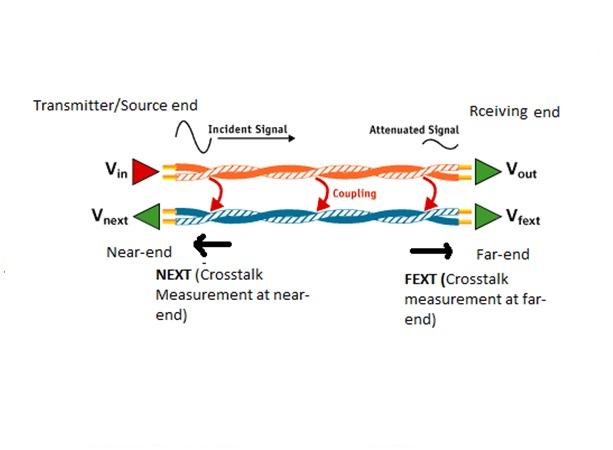 Transmitter/Source end
Rceiving end
Incident Signal
Attenuated Signal
Vin
Vout
Coupling
Vnext
Vfext
Near-end
Far-end
NEXT (Crosstalk
Measurement at near-
end)
FEXT (Crosstalk
measurement at far-
end)